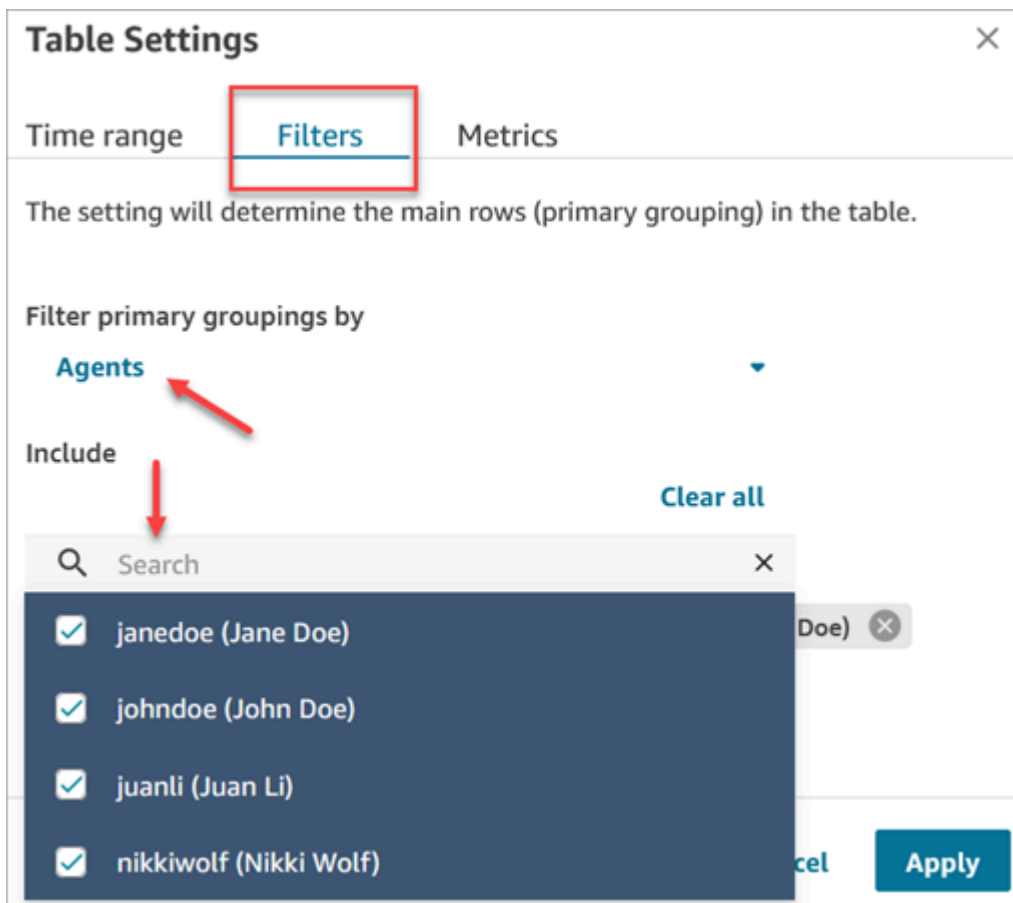 Table Settings
Time range Filters Metrics
The setting will determine the main rows (primary grouping) in the table.
Filter primary groupings by
Agents
Include
Clear all
Search
janedoe (Jane Doe)
Doe)
johndoe (John Doe)
juanli (Juan Li)
nikkiwolf (Nikki Wolf)
cel
Apply